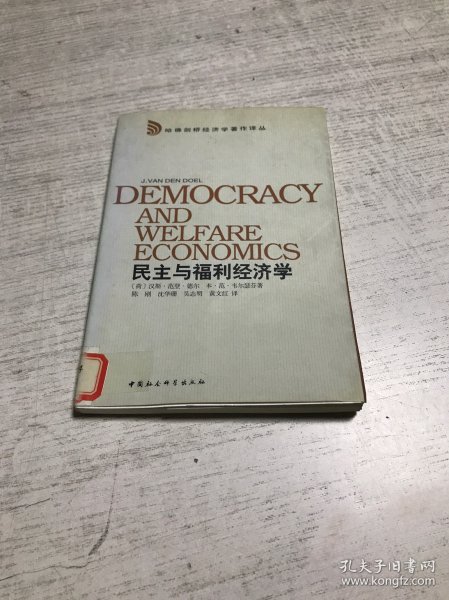 哈佛剑桥经济学著作译丛
J.VAN DEN DOEL
DEMOCRACY
AND
WELFARE
ECONOMICS
民主与福利经济学
(荷)汉斯·范登·德尔 本·范·韦尔瑟芬著
陈刚 沈华珊 吴志明 黄文红 译
中国社会科学出版社
孔夫子旧书网
www.kongfz.com